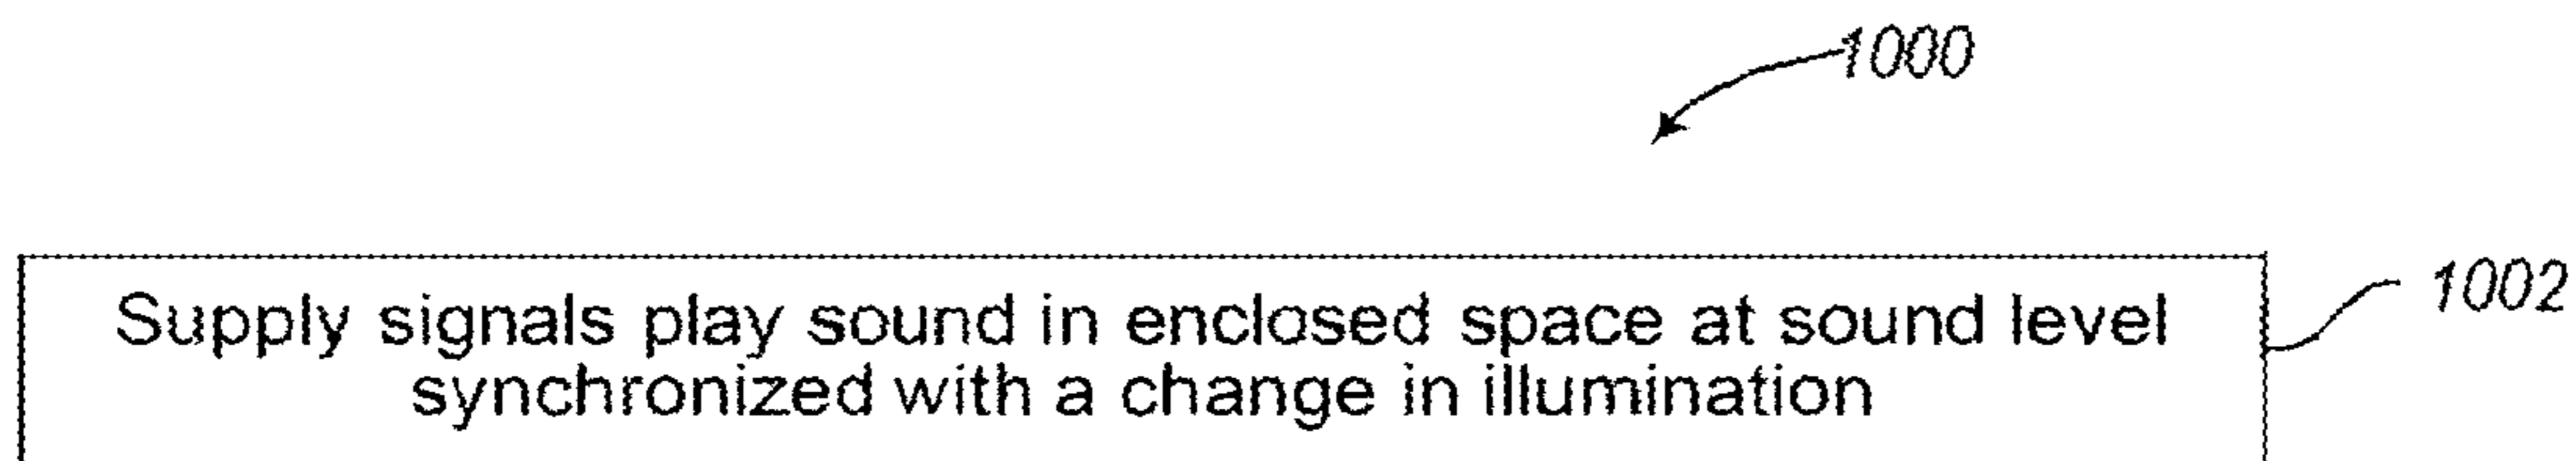 1000
Supply signals play sound in enclosed space at sound level
1002
synchronized with a change in illumination